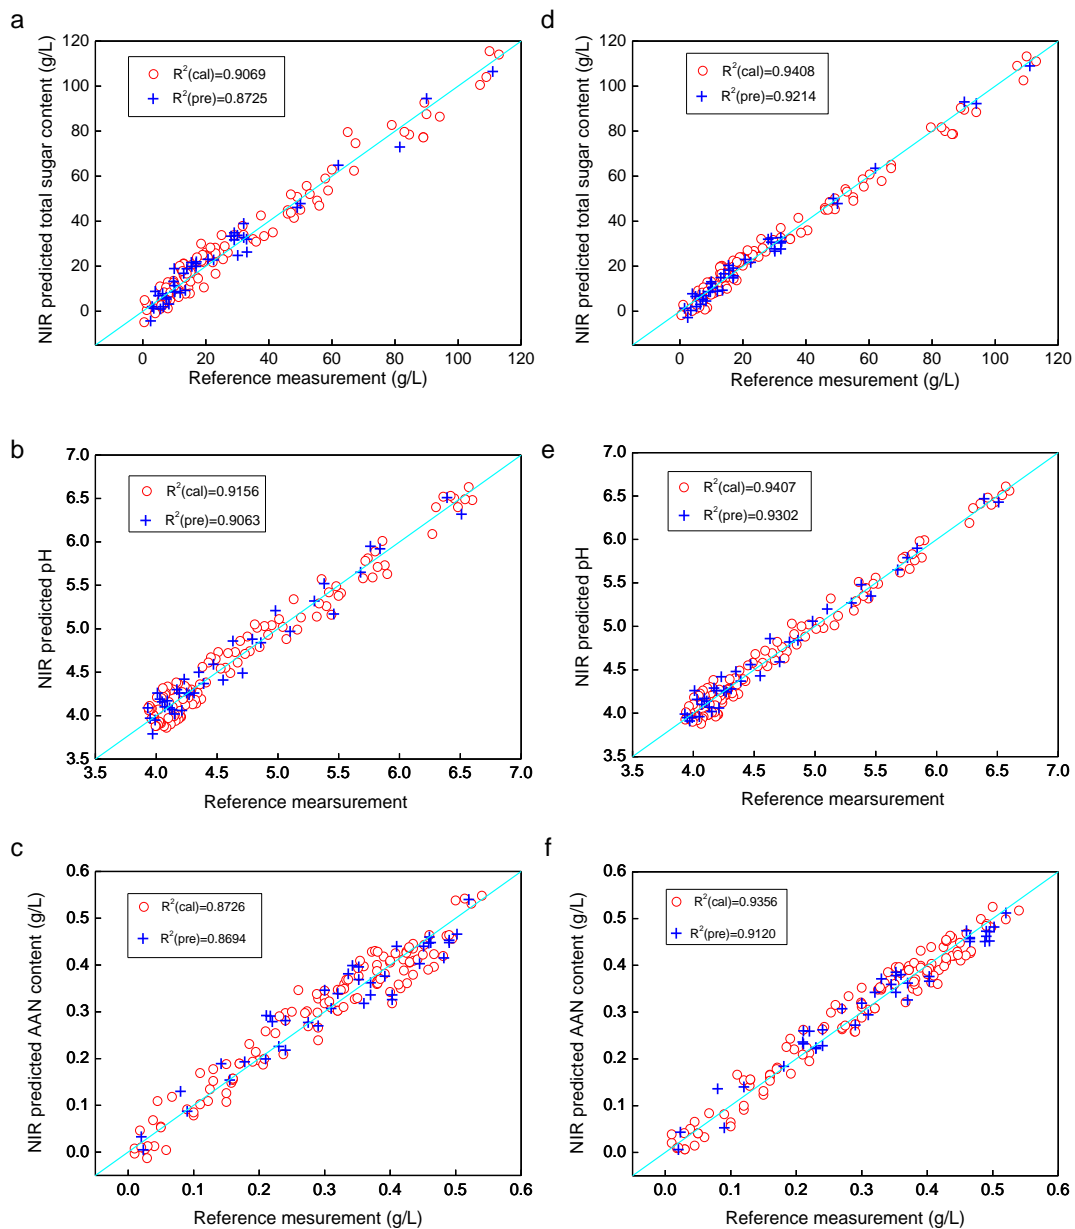 a
NIR predicted total sugar content (g/L)
120
100
80
60
40
20
0
R²(cal)=0.9069
R²(pre)=0.8725
0 20 40 60 80 100 120
Reference measurement (g/L)
d
NIR predicted total sugar content (g/L)
120
100
80
60
40
20
0
R²(cal)=0.9408
R²(pre)=0.9214
0 20 40 60 80 100 120
Reference mesurement (g/L)
b
NIR predicted pH
7.0
6.5
6.0
5.5
5.0
4.5
4.0
3.5
R²(cal)=0.9156
R²(pre)=0.9063
3.5 4.0 4.5 5.0 5.5 6.0 6.5 7.0
Reference mearsurement
e
NIR predicted pH
7.0
6.5
6.0
5.5
5.0
4.5
4.0
3.5
R²(cal)=0.9407
R²(pre)=0.9302
3.5 4.0 4.5 5.0 5.5 6.0 6.5 7.0
Reference mearsurement
c
NIR predicted AAN content (g/L)
0.6
0.5
0.4
0.3
0.2
0.1
0.0
R²(cal)=0.8726
R²(pre)=0.8694
0.0 0.1 0.2 0.3 0.4 0.5 0.6
Reference mesurement (g/L)
f
NIR predicted AAN content (g/L)
0.6
0.5
0.4
0.3
0.2
0.1
0.0
R²(cal)=0.9356
R²(pre)=0.9120
0.0 0.1 0.2 0.3 0.4 0.5 0.6
Reference mesurement (g/L)